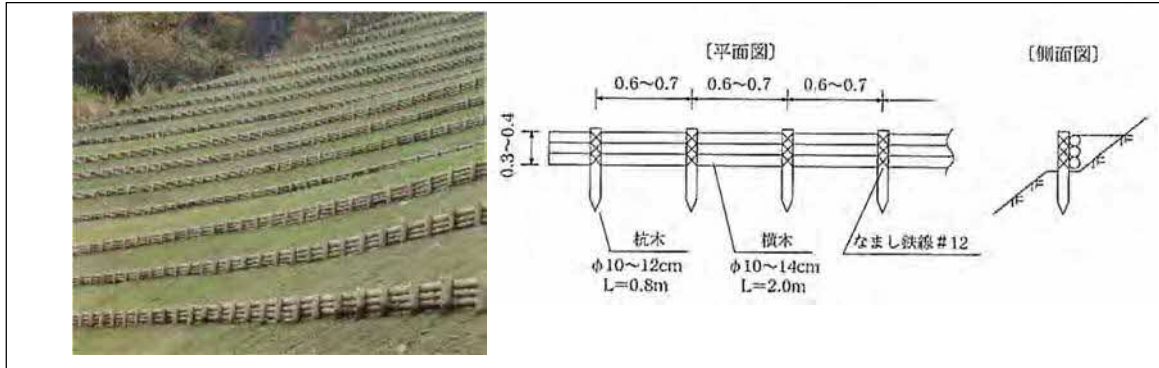 〔平面図〕
〔側面図〕
0.6～0.7
0.6～0.7
0.6～0.7
0.3～0.4
杭木
φ10～12cm
L=0.8m
横木
φ10～14cm
L=2.0m
なまし鉄線#12